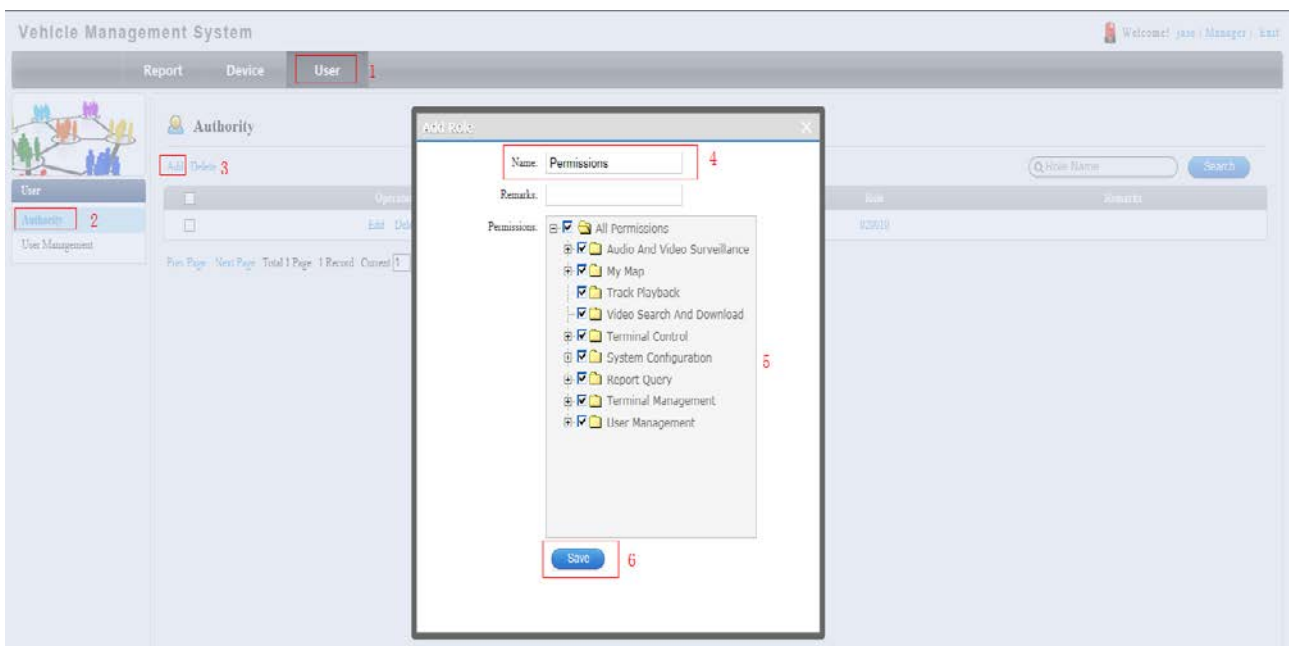 Vehicle Management System
Welcome! jaso | Manager | Exit
Report Device User 1
Authority
Add Delete 3
Role Name Search
User
Role Remarks
Authority 2
Edit
User Management
Prev Page Next Page Total 1 Page 1 Record Current 1
Add Role X
Name. Permissions 4
Remarks.
Permissions. All Permissions
Audio And Video Surveillance
My Map
Track Playback
Video Search And Download
Terminal Control
System Configuration
5
Report Query
Terminal Management
User Management
Save 6